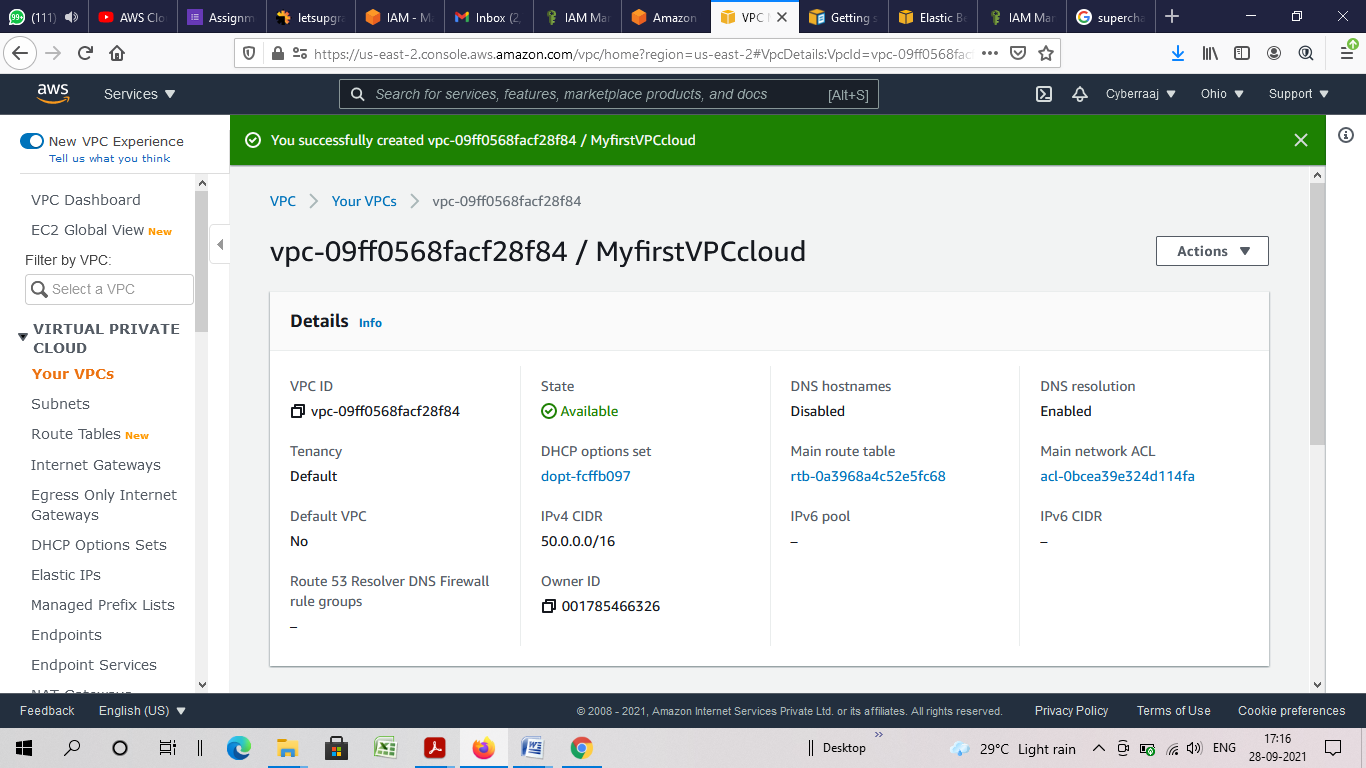 (111)
AWS Clo
Assignm
letsupgra
IAM - Ma
Inbox (2,
IAM Mar
Amazon
VPC M
Getting s
Elastic Be
IAM Mar
supercha
https://us-east-2.console.aws.amazon.com/vpc/home?region=us-east-2#VpcDetails:VpcId=vpc-09ff0568facf
aws
Services
Search for services, features, marketplace products, and docs
[Alt+S]
Cyberraaj
Ohio
Support
New VPC Experience
Tell us what you think
You successfully created vpc-09ff0568facf28f84 / MyfirstVPCcloud
VPC Dashboard
EC2 Global View New
Filter by VPC:
Select a VPC
VIRTUAL PRIVATE
CLOUD
Your VPCs
Subnets
Route Tables New
Internet Gateways
Egress Only Internet
Gateways
DHCP Options Sets
Elastic IPs
Managed Prefix Lists
Endpoints
Endpoint Services
NAT Gateways
VPC
Your VPCs
vpc-09ff0568facf28f84
vpc-09ff0568facf28f84 / MyfirstVPCcloud
Actions
Details Info
VPC ID
vpc-09ff0568facf28f84
State
Available
DNS hostnames
Disabled
DNS resolution
Enabled
Tenancy
Default
DHCP options set
dopt-fcffb097
Main route table
rtb-0a3968a4c52e5fc68
Main network ACL
acl-0bcea39e324d114fa
Default VPC
No
IPv4 CIDR
50.0.0.0/16
IPv6 pool
–
IPv6 CIDR
–
Route 53 Resolver DNS Firewall
rule groups
–
Owner ID
001785466326
Feedback
English (US)
© 2008 - 2021, Amazon Internet Services Private Ltd. or its affiliates. All rights reserved.
Privacy Policy
Terms of Use
Cookie preferences
Desktop
29°C Light rain
ENG
17:16
28-09-2021